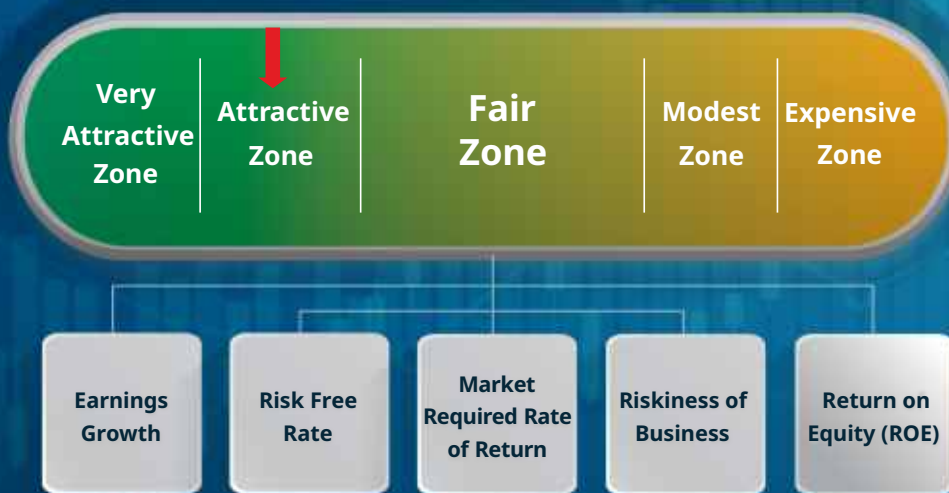 Very
Attractive
Zone
Attractive
Zone
Fair
Zone
Modest
Zone
Expensive
Zone
Earnings
Growth
Risk Free
Rate
Market
Required Rate
of Return
Riskiness of
Business
Return on
Equity (ROE)